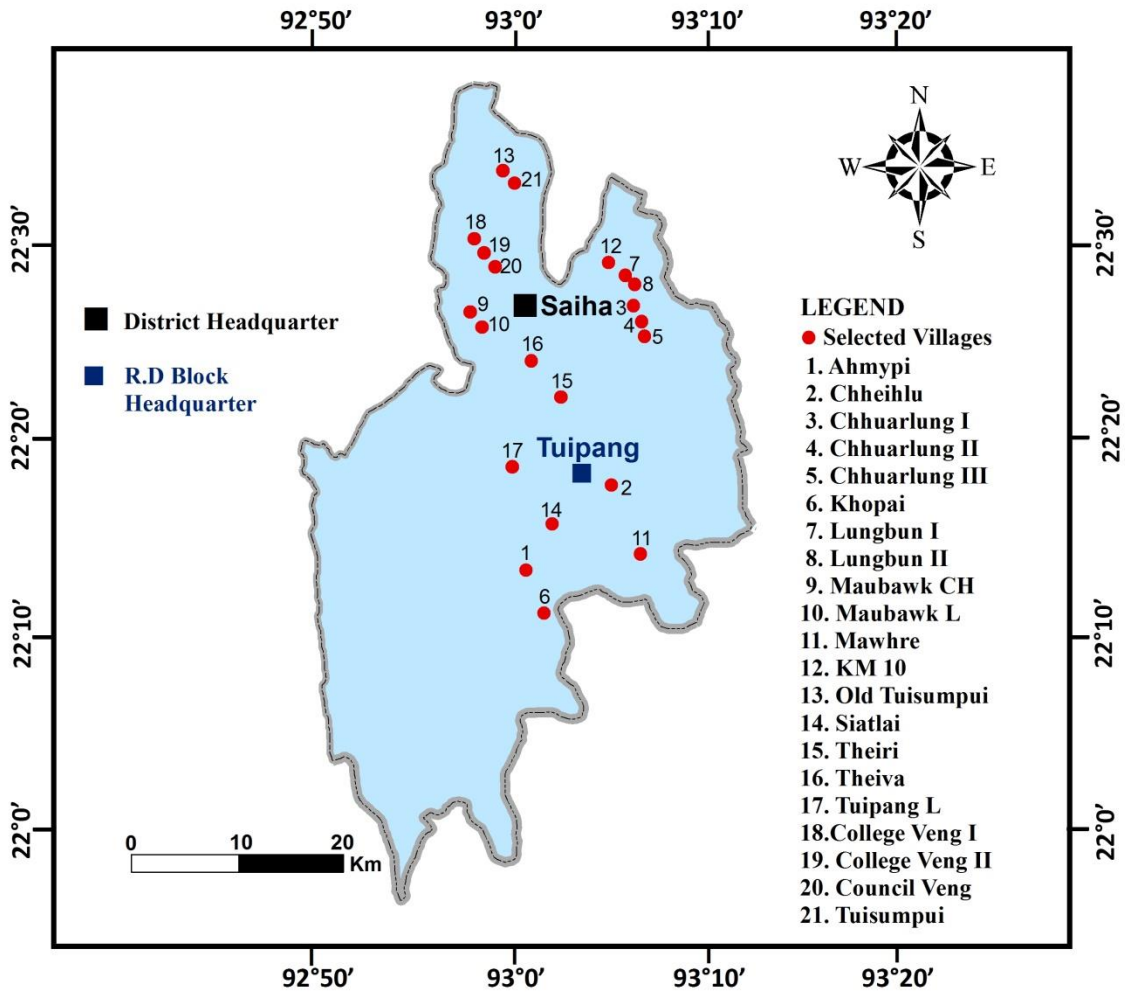 92°50’ 93°0’ 93°10’ 93°20’
N
W E
S
13
21
18
19
20
12
7
8
3
4
5
9
10
Saiha
16
15
17
Tuipang
2
14
11
1
6
22°30’ 22°30’
22°20’ 22°20’
22°10’ 22°10’
22°0’ 22°0’
District Headquarter
R.D Block
Headquarter
LEGEND
Selected Villages
1. Ahmypi
2. Chheihlu
3. Chhuarlung I
4. Chhuarlung II
5. Chhuarlung III
6. Khopai
7. Lungbun I
8. Lungbun II
9. Maubawk CH
10. Maubawk L
11. Mawhre
12. KM 10
13. Old Tuisumpui
14. Siatlai
15. Theiri
16. Theiva
17. Tuipang L
18.College Veng I
19. College Veng II
20. Council Veng
21. Tuisumpui
0 10 20
Km
92°50’ 93°0’ 93°10’ 93°20’